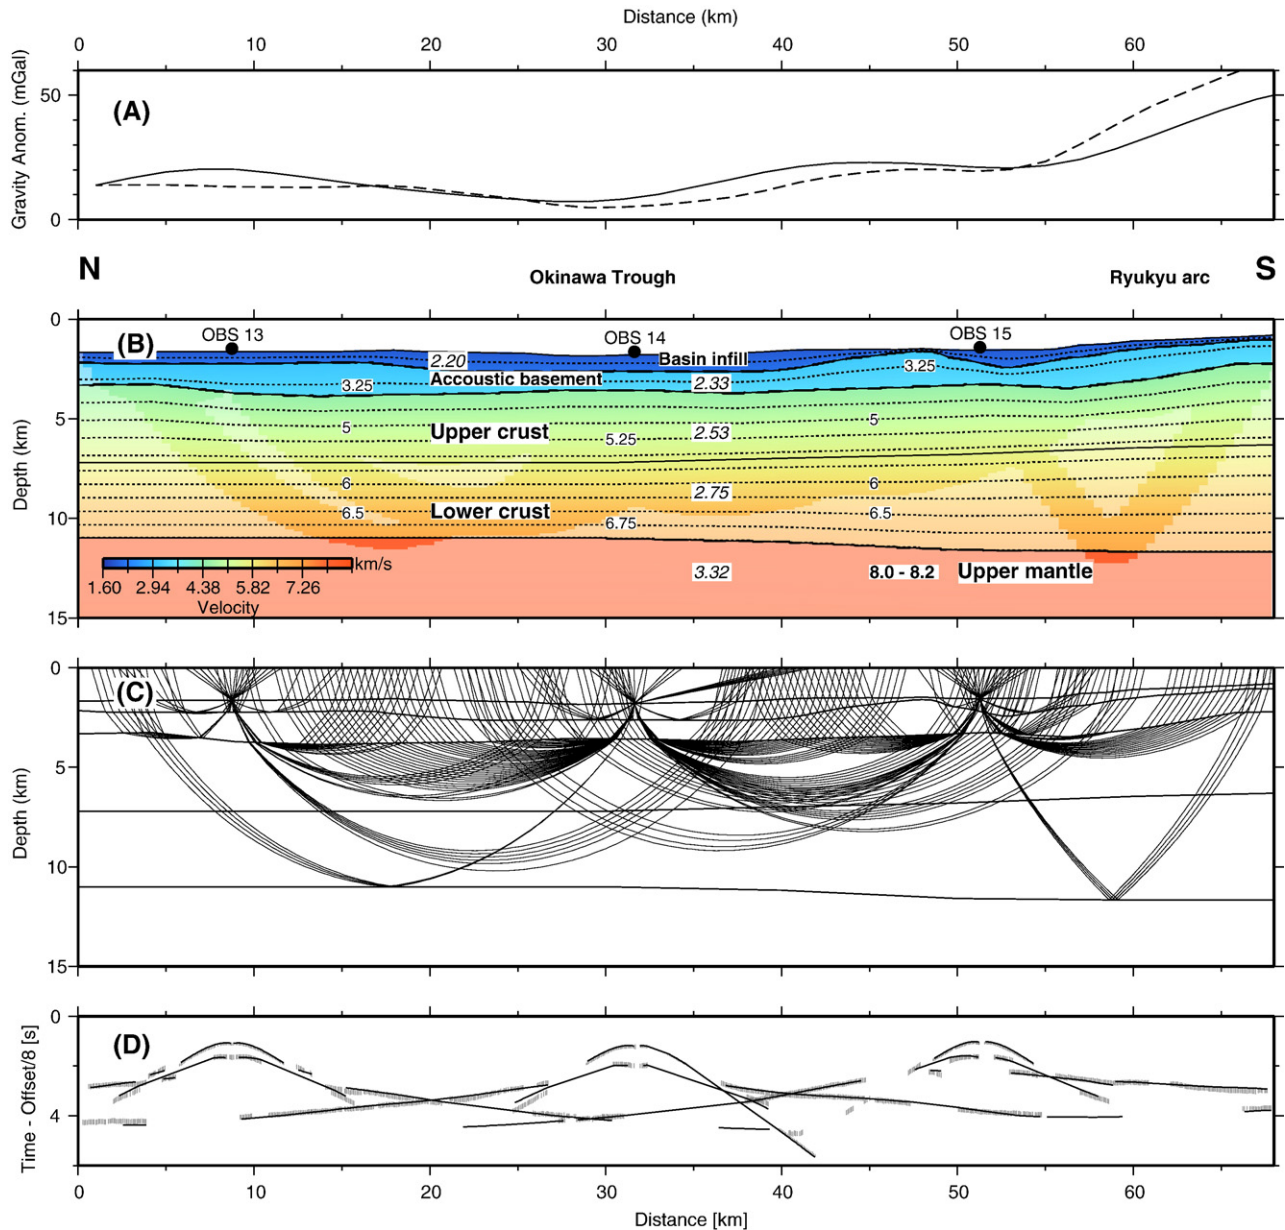 Distance (km)
0 10 20 30 40 50 60
Gravity Anom. (mGal)
50
0
(A)
N Okinawa Trough Ryukyu arc S
0
5
10
15
Depth (km)
(B)
OBS 13 OBS 14 OBS 15
2.20 Basin infill 3.25
3.25 Accoustic basement 2.33
5 Upper crust 5.25 2.53 5
6 2.75 6
6.5 Lower crust 6.75 6.5
km/s
1.60 2.94 4.38 5.82 7.26
Velocity
3.32 8.0 - 8.2 Upper mantle
0
5
10
15
Depth (km)
(C)
0
4
Time - Offset/8 [s]
(D)
0 10 20 30 40 50 60
Distance [km]